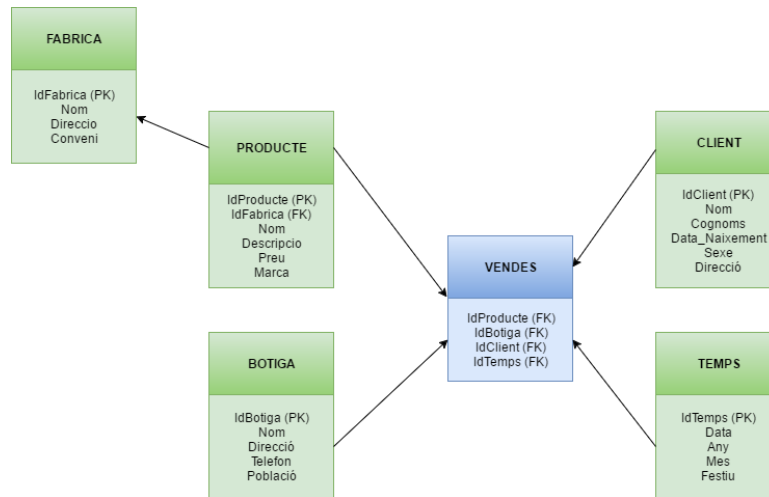 FABRICA
IdFabrica (PK)
Nom
Direccio
Conveni
PRODUCTE
IdProducte (PK)
IdFabrica (FK)
Nom
Descripcio
Preu
Marca
CLIENT
IdClient (PK)
Nom
Cognoms
Data_Naixement
Sexe
Direcció
VENDES
IdProducte (FK)
IdBotiga (FK)
IdClient (FK)
IdTemps (FK)
BOTIGA
IdBotiga (PK)
Nom
Direcció
Telefon
Població
TEMPS
IdTemps (PK)
Data
Any
Mes
Festiu